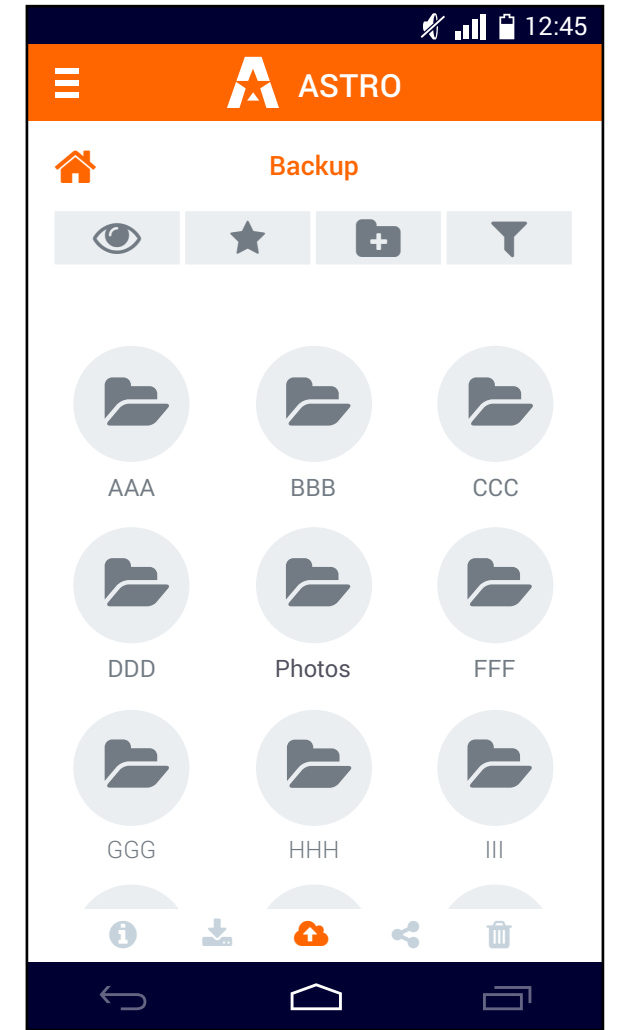 12:45
ASTRO
Backup
AAA BBB CCC
DDD Photos FFF
GGG HHH III